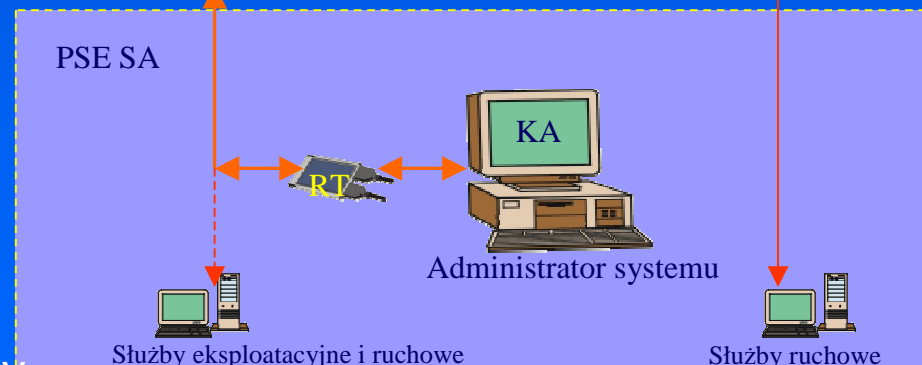 PSE SA
KA
RT
Administrator systemu
Służby eksploatacyjne i ruchowe
Służby ruchowe